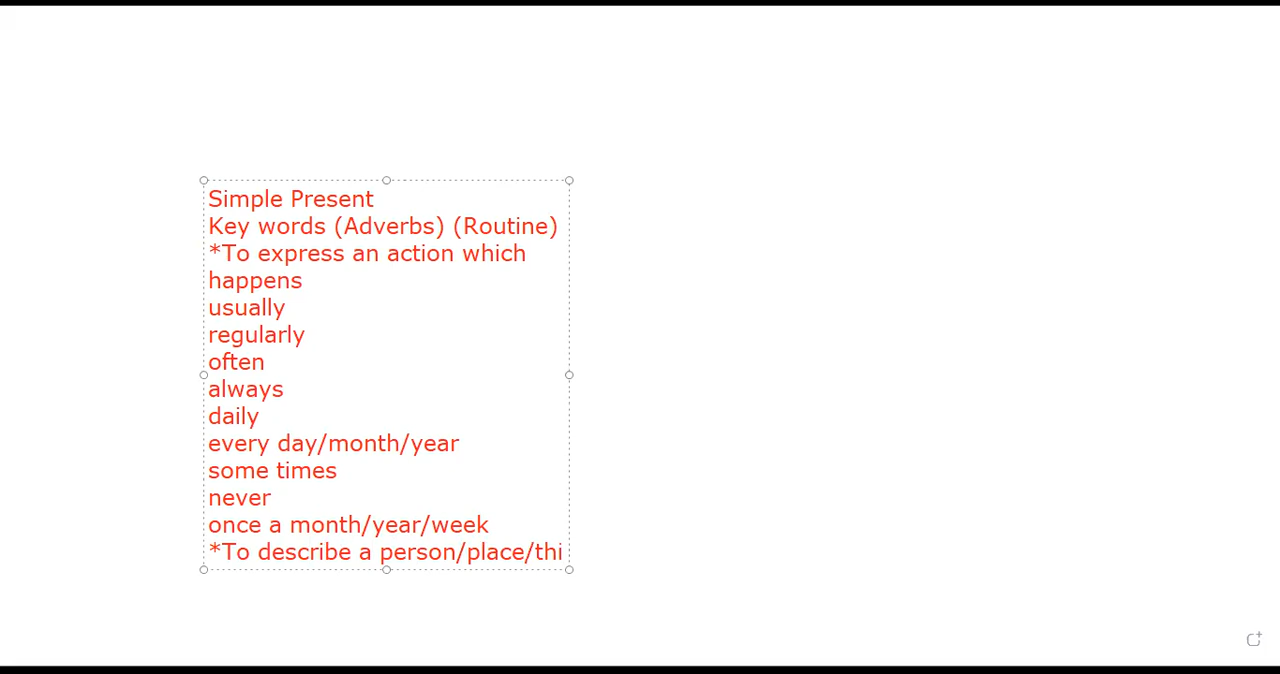 Simple Present
Key words (Adverbs) (Routine)
*To express an action which
happens
usually
regularly
often
always
daily
every day/month/year
some times
never
once a month/year/week
*To describe a person/place/thi